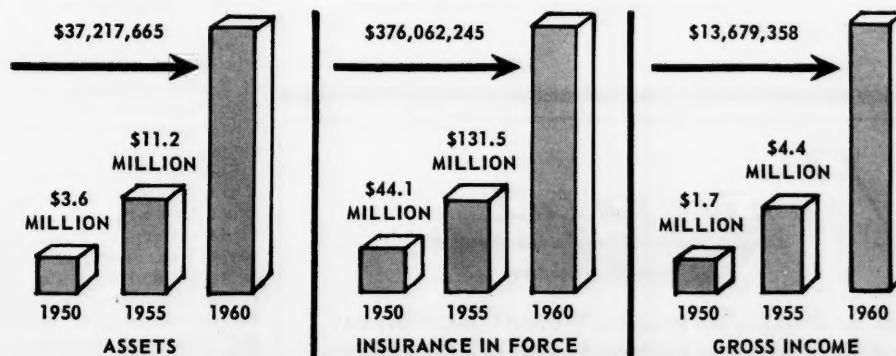 $37,217,665
$11.2
MILLION
$3.6
MILLION
1950 1955 1960
ASSETS
$376,062,245
$131.5
MILLION
$44.1
MILLION
1950 1955 1960
INSURANCE IN FORCE
$13,679,358
$4.4
MILLION
$1.7
MILLION
1950 1955 1960
GROSS INCOME